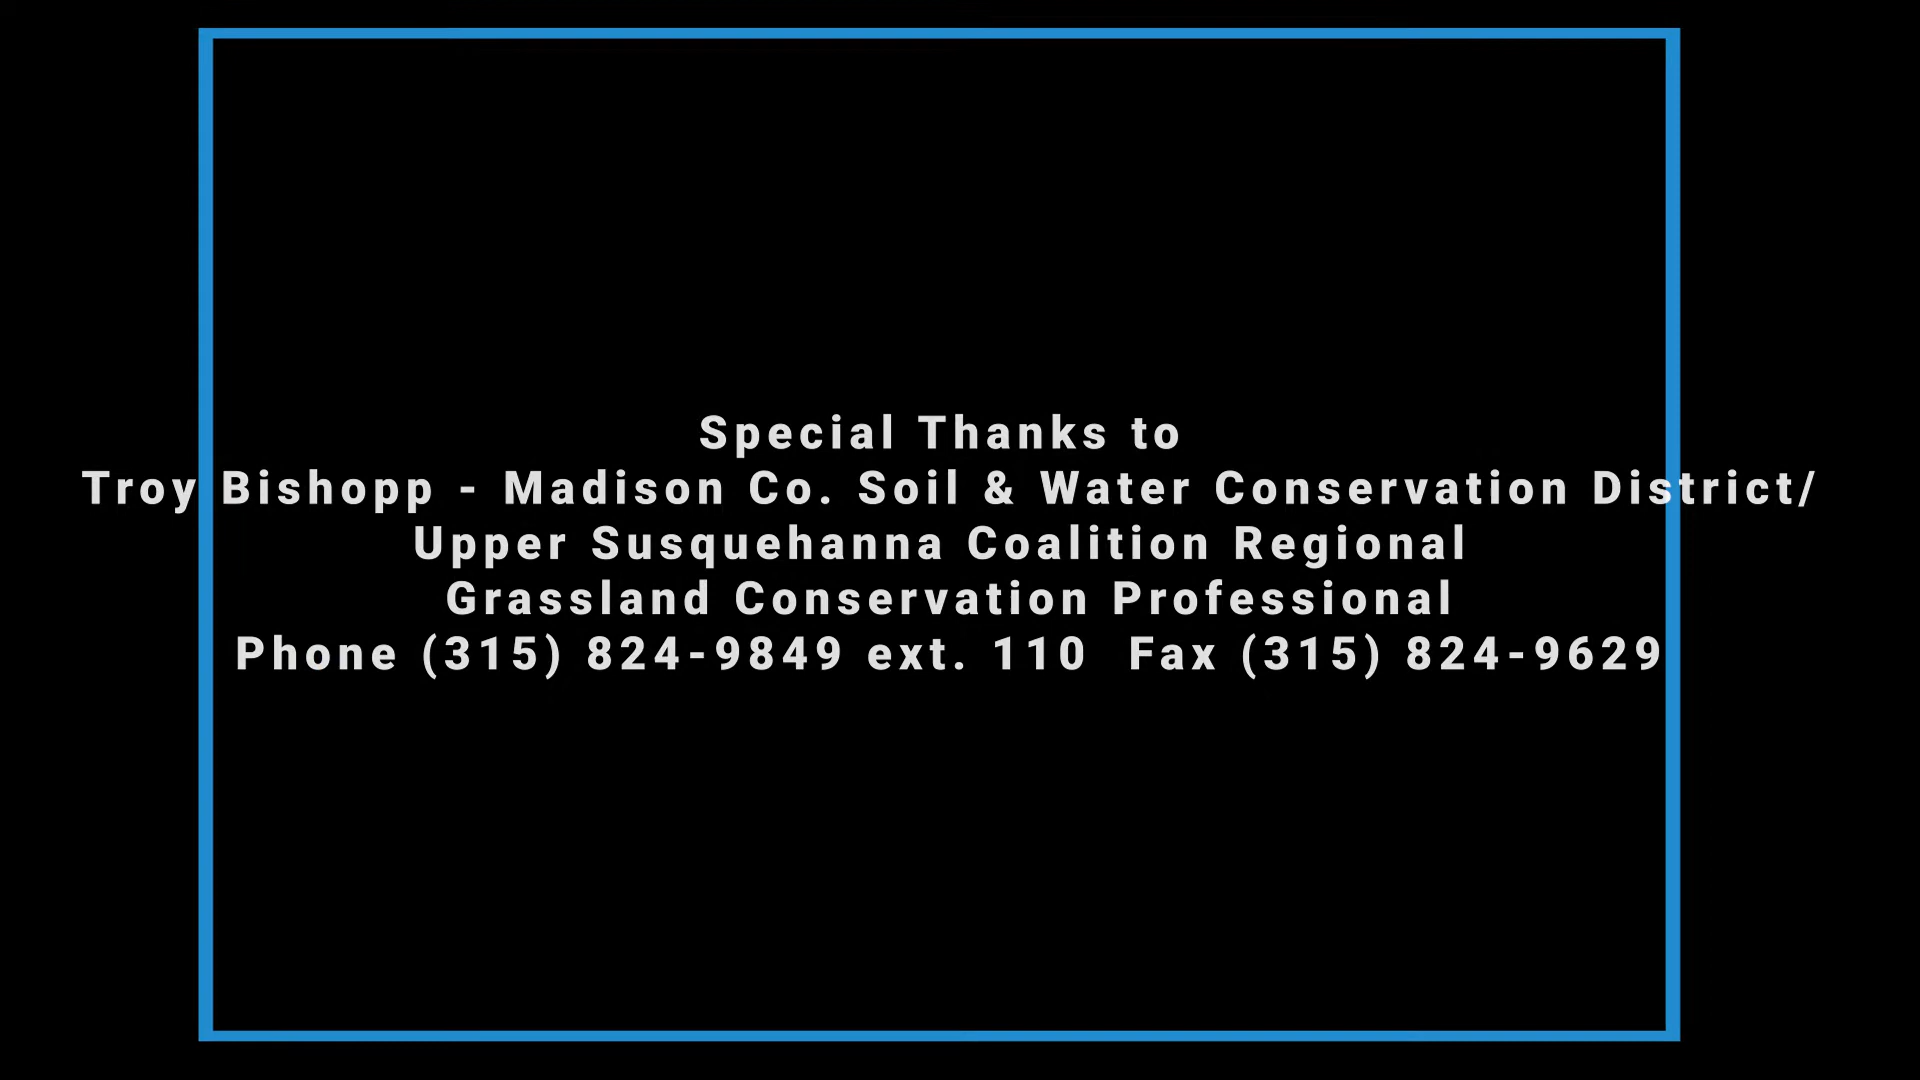 Special Thanks to
Troy Bishopp - Madison Co. Soil & Water Conservation District/
Upper Susquehanna Coalition Regional
Grassland Conservation Professional
Phone (315) 824-9849 ext. 110  Fax (315) 824-9629